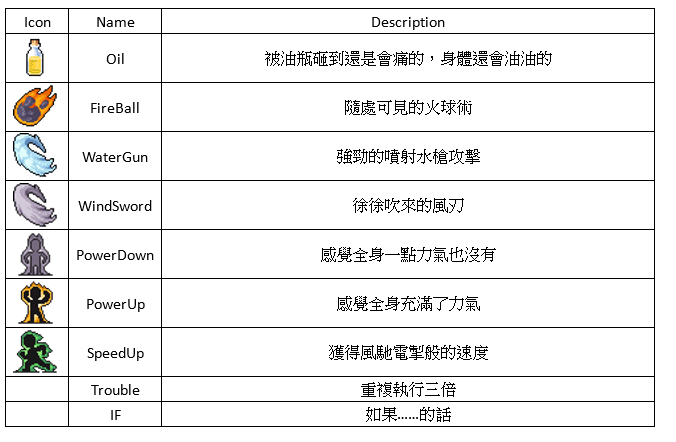 Icon Name Description
Oil 被油瓶砸到還是會痛的，身體還會油油的
FireBall 隨處可見的火球術
WaterGun 強勁的噴射水槍攻擊
WindSword 徐徐吹來的風刃
PowerDown 感覺全身一點力氣也沒有
PowerUp 感覺全身充滿了力氣
SpeedUp 獲得風馳電掣般的速度
Trouble 重複執行三倍
IF 如果……的話